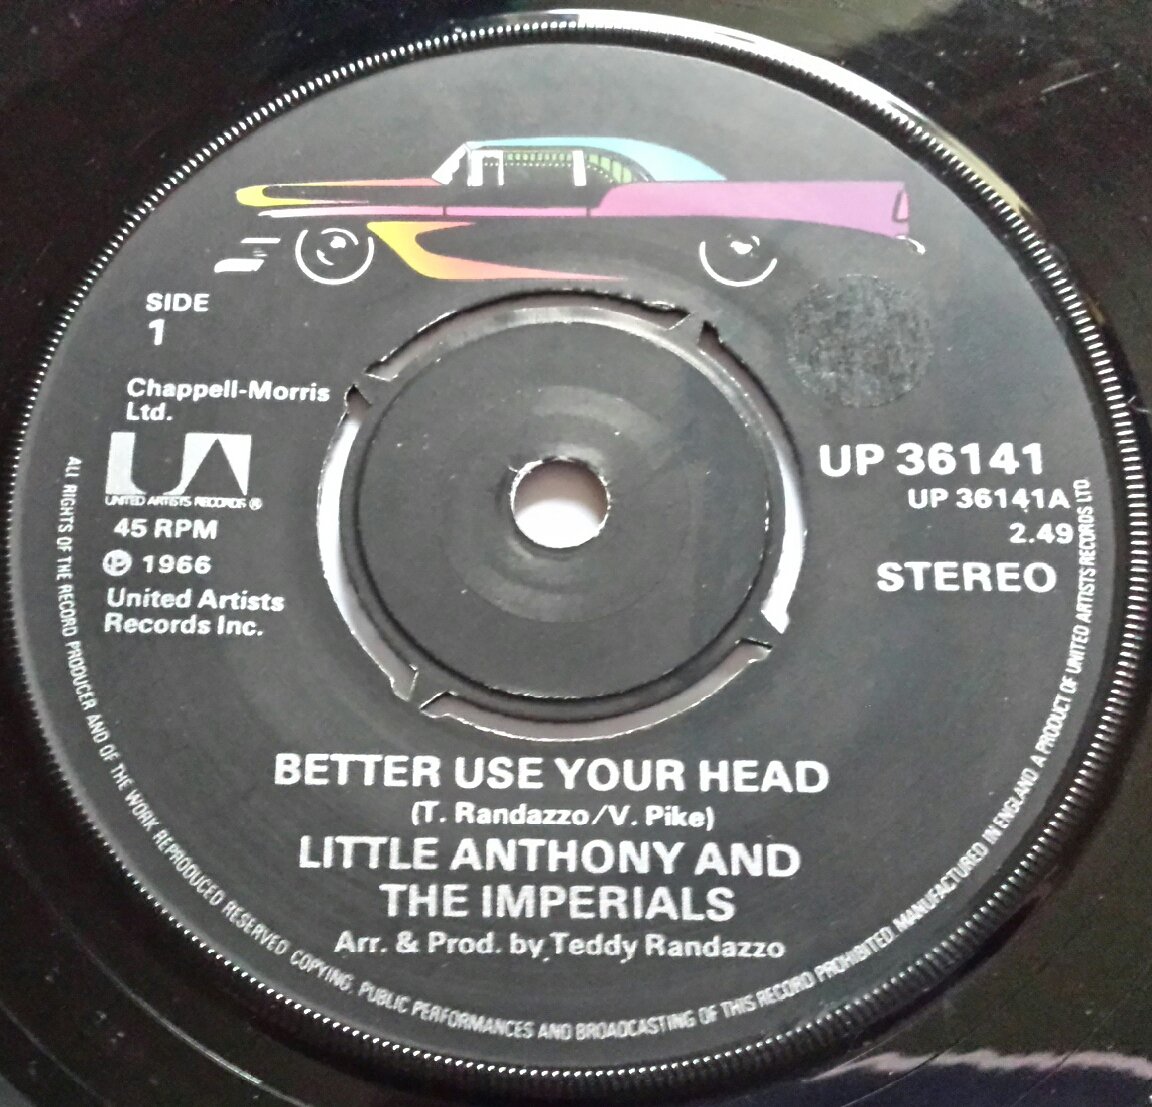 SIDE
1
Chappell-Morris
Ltd.
UA
UNITED ARTISTS RECORDS ®
45 RPM
℗ 1966
United Artists
Records Inc.
UP 36141
UP 36141A
2.49
STEREO
BETTER USE YOUR HEAD
(T. Randazzo/V. Pike)
LITTLE ANTHONY AND
THE IMPERIALS
Arr. & Prod. by Teddy Randazzo
ALL RIGHTS OF THE RECORD PRODUCER AND OF THE WORK REPRODUCED RESERVED COPYING, PUBLIC PERFORMANCES AND BROADCASTING OF THIS RECORD PROHIBITED MANUFACTURED IN ENGLAND A PRODUCT OF UNITED ARTISTS RECORDS LTD.